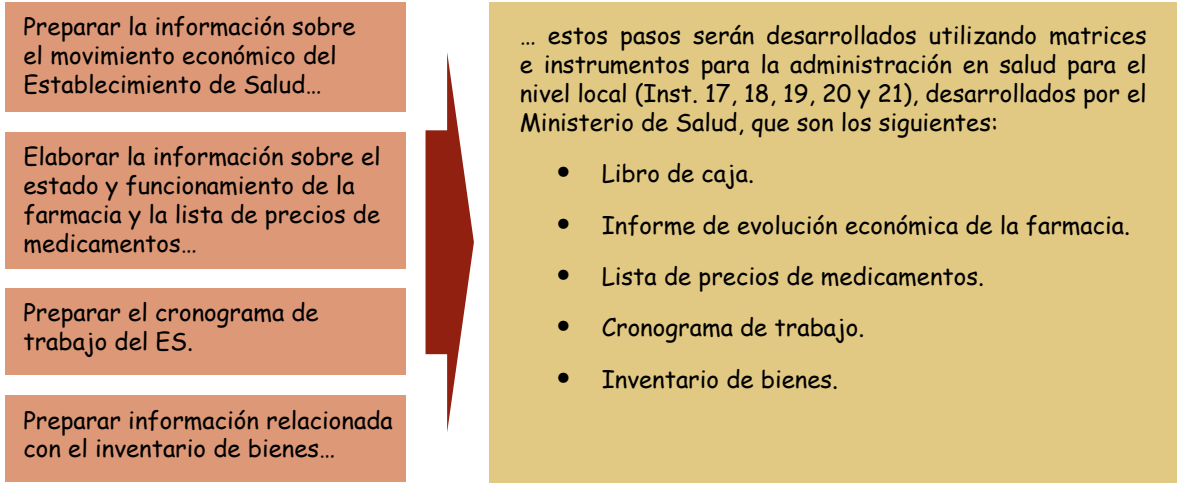 Preparar la información sobre
el movimiento económico del
Establecimiento de Salud…
Elaborar la información sobre el
estado y funcionamiento de la
farmacia y la lista de precios de
medicamentos…
Preparar el cronograma de
trabajo del ES.
Preparar información relacionada
con el inventario de bienes…
… estos pasos serán desarrollados utilizando matrices
e instrumentos para la administración en salud para el
nivel local (Inst. 17, 18, 19, 20 y 21), desarrollados por el
Ministerio de Salud, que son los siguientes:
• Libro de caja.
• Informe de evolución económica de la farmacia.
• Lista de precios de medicamentos.
• Cronograma de trabajo.
• Inventario de bienes.